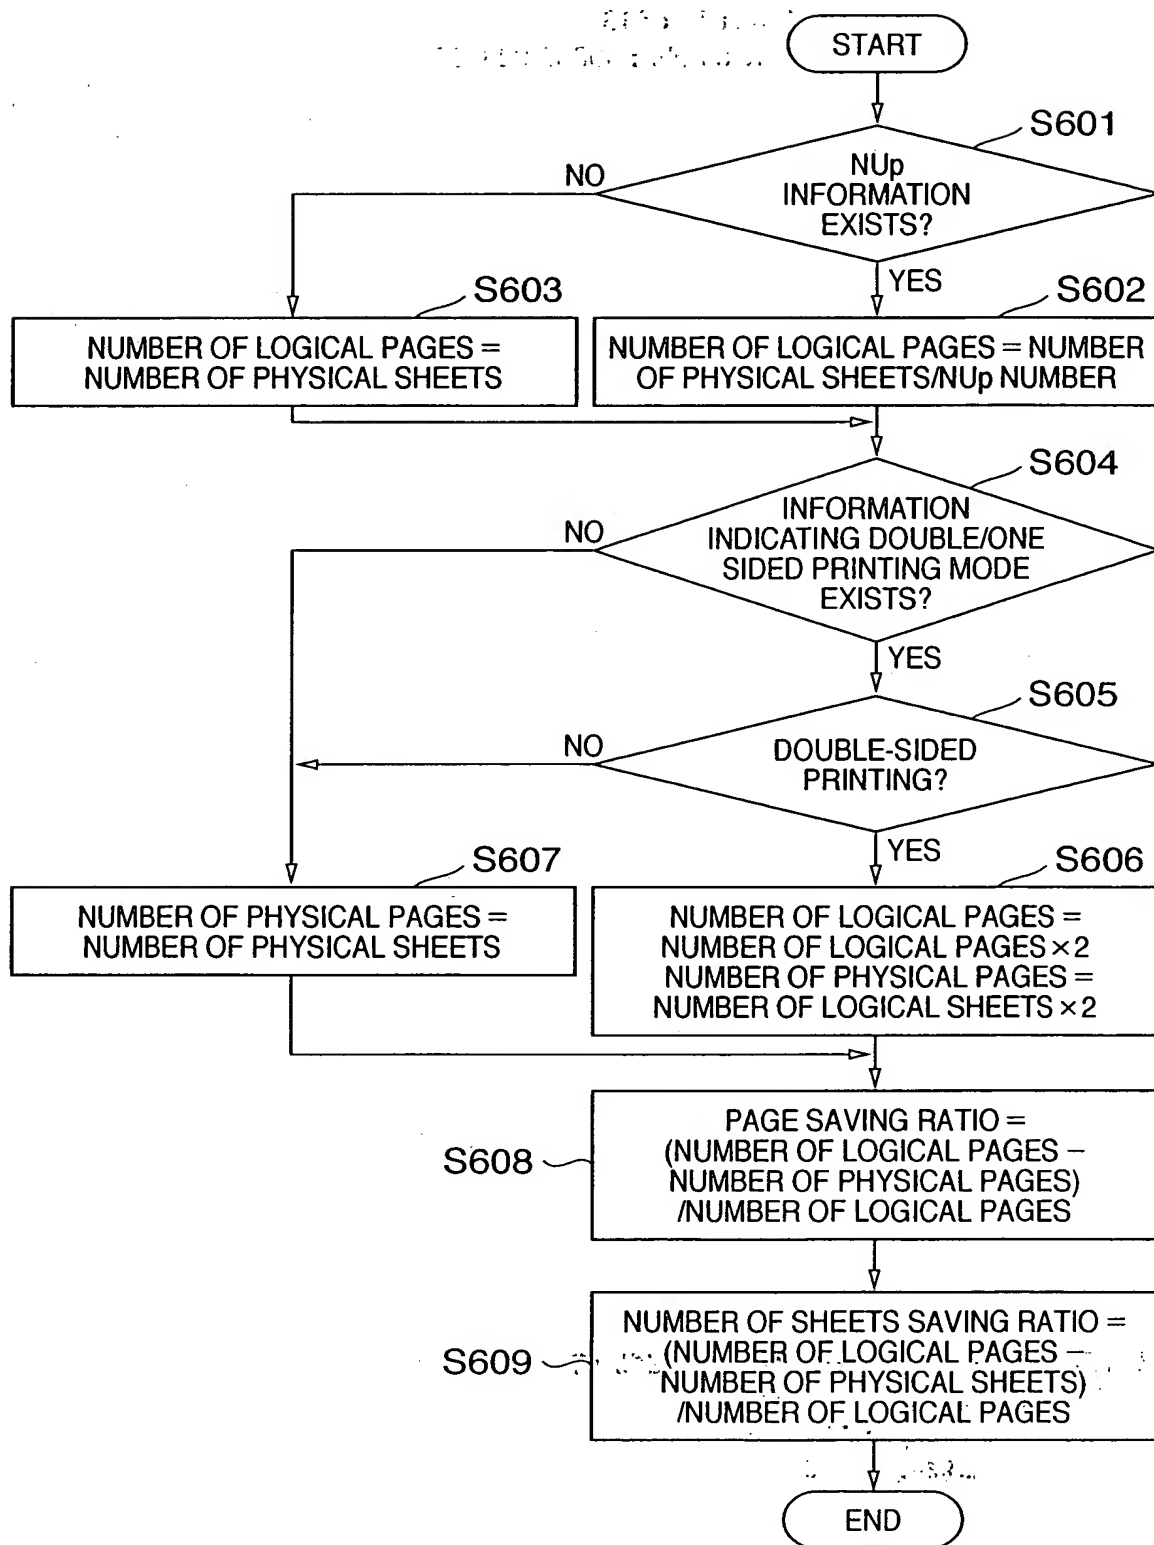 START
S601
NUp
INFORMATION
EXISTS?
NO
YES
S603
NUMBER OF LOGICAL PAGES =
NUMBER OF PHYSICAL SHEETS
S602
NUMBER OF LOGICAL PAGES = NUMBER
OF PHYSICAL SHEETS/NUp NUMBER
S604
INFORMATION
INDICATING DOUBLE/ONE
SIDED PRINTING MODE
EXISTS?
NO
YES
S605
DOUBLE-SIDED
PRINTING?
NO
YES
S607
NUMBER OF PHYSICAL PAGES =
NUMBER OF PHYSICAL SHEETS
S606
NUMBER OF LOGICAL PAGES =
NUMBER OF LOGICAL PAGES ×2
NUMBER OF PHYSICAL PAGES =
NUMBER OF LOGICAL SHEETS ×2
S608
PAGE SAVING RATIO =
(NUMBER OF LOGICAL PAGES −
NUMBER OF PHYSICAL PAGES)
/NUMBER OF LOGICAL PAGES
S609
NUMBER OF SHEETS SAVING RATIO =
(NUMBER OF LOGICAL PAGES −
NUMBER OF PHYSICAL SHEETS)
/NUMBER OF LOGICAL PAGES
END